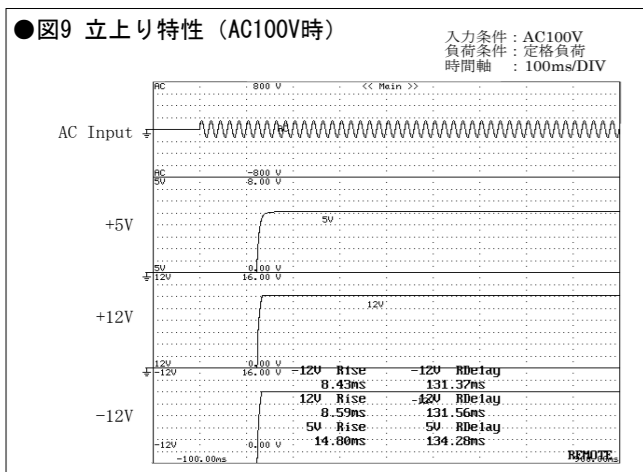 ●図9 立上り特性（AC100V時）
入力条件：AC100V
負荷条件：定格負荷
時間軸　：100ms/DIV
AC 800 V << Main >>
AC Input
AC
AC -800 V
5V 8.00 V
+5V
5V
5V 0.00 V
12V 16.00 V
+12V
12V
12V 0.00 V
-12V 16.00 V
-12V Rise -12V RDelay
8.43ms 131.37ms
12V Rise 12V RDelay
8.59ms 131.56ms
-12V
5V Rise 5V RDelay
14.80ms 134.28ms
-12V 0.00 V
-100.00ms
REMOTE